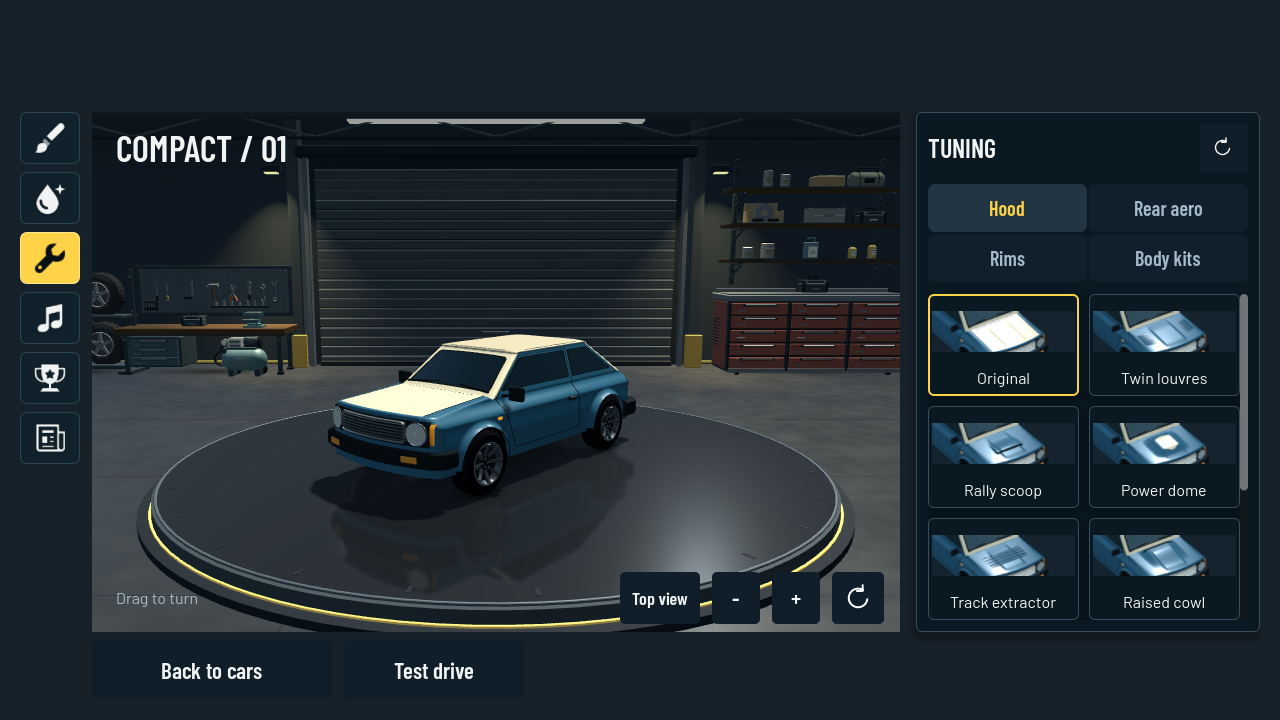 COMPACT / 01
TUNING
Hood
Rear aero
Rims
Body kits
Original
Twin louvres
Rally scoop
Power dome
Track extractor
Raised cowl
Drag to turn
Top view
-
+
Back to cars
Test drive